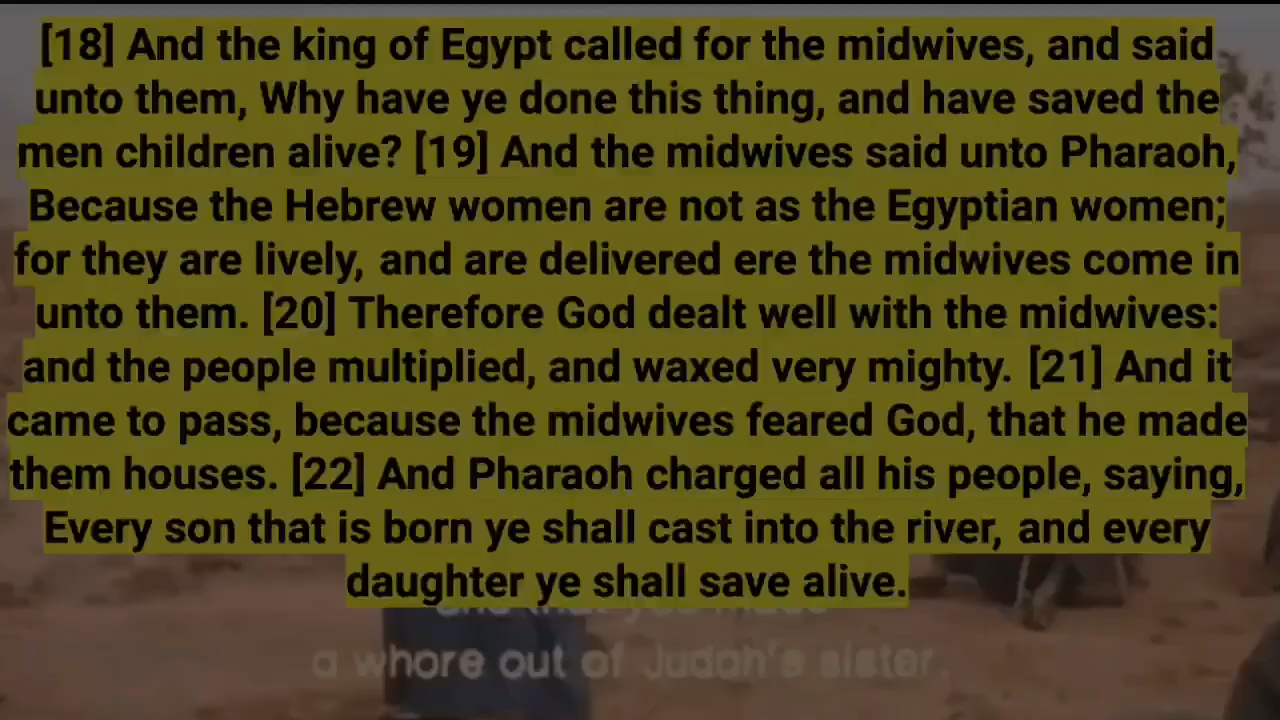 [18] And the king of Egypt called for the midwives, and said
unto them, Why have ye done this thing, and have saved the
men children alive? [19] And the midwives said unto Pharaoh,
Because the Hebrew women are not as the Egyptian women;
for they are lively, and are delivered ere the midwives come in
unto them. [20] Therefore God dealt well with the midwives:
and the people multiplied, and waxed very mighty. [21] And it
came to pass, because the midwives feared God, that he made
them houses. [22] And Pharaoh charged all his people, saying,
Every son that is born ye shall cast into the river, and every
daughter ye shall save alive.
a whore out of Judah's sister.